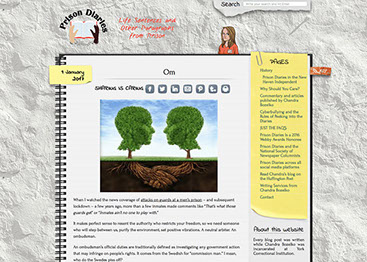 Search
Prison Diaries
Life Sentences and
Other Paragraphs
from Prison
9 January
2017
Om
SHARING IS CARING
When I watched the news coverage of attacks on guards at a men's prison – and subsequent
lockdown – a few years ago, more than a few inmates made comments like "That's what those
guards get" or "Inmates ain't no one to play with."
It makes perfect sense to resent the authority who restricts your freedom, so we need someone
who will step between us, purify the environment, set positive vibrations. A neutral arbiter. An
ombudsman.
An ombudsman's official duties are traditionally defined as investigating any government action
that may infringe on people's rights. It comes from the Swedish for "commission man." I mean,
who do the Swedes piss off?
PAGES
History
Prison Diaries in the New
Haven Independent
Why Should You Care?
Commentary and articles
published by Chandra
Bozelko
Cyberbullying and the
Rules of Peeking into the
Diaries
JUST THE FAQS
Prison Diaries is a 2016
Webby Awards Honoree
Prison Diaries and the
National Society of
Newspaper Columnists
Prison Diaries across all
social media platforms
Read Chandra's blog on
the Huffington Post
Writing Services from
Chandra Bozelko
Contact
About this website
Every blog post was written
while Chandra Bozelko was
incarcerated at York
Correctional Institution.